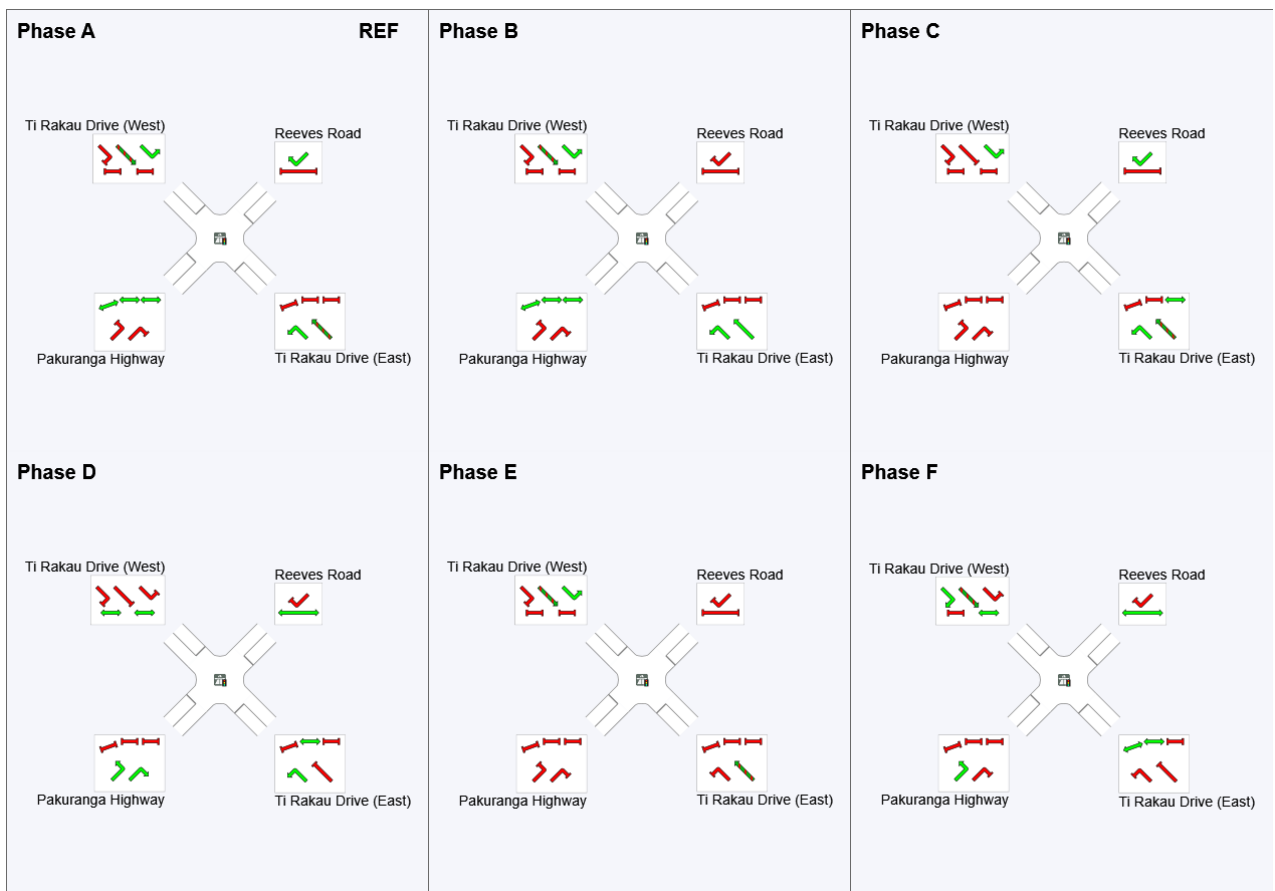 Phase A REF
Ti Rakau Drive (West)
Reeves Road
Pakuranga Highway
Ti Rakau Drive (East)
Phase B
Ti Rakau Drive (West)
Reeves Road
Pakuranga Highway
Ti Rakau Drive (East)
Phase C
Ti Rakau Drive (West)
Reeves Road
Pakuranga Highway
Ti Rakau Drive (East)
Phase D
Ti Rakau Drive (West)
Reeves Road
Pakuranga Highway
Ti Rakau Drive (East)
Phase E
Ti Rakau Drive (West)
Reeves Road
Pakuranga Highway
Ti Rakau Drive (East)
Phase F
Ti Rakau Drive (West)
Reeves Road
Pakuranga Highway
Ti Rakau Drive (East)